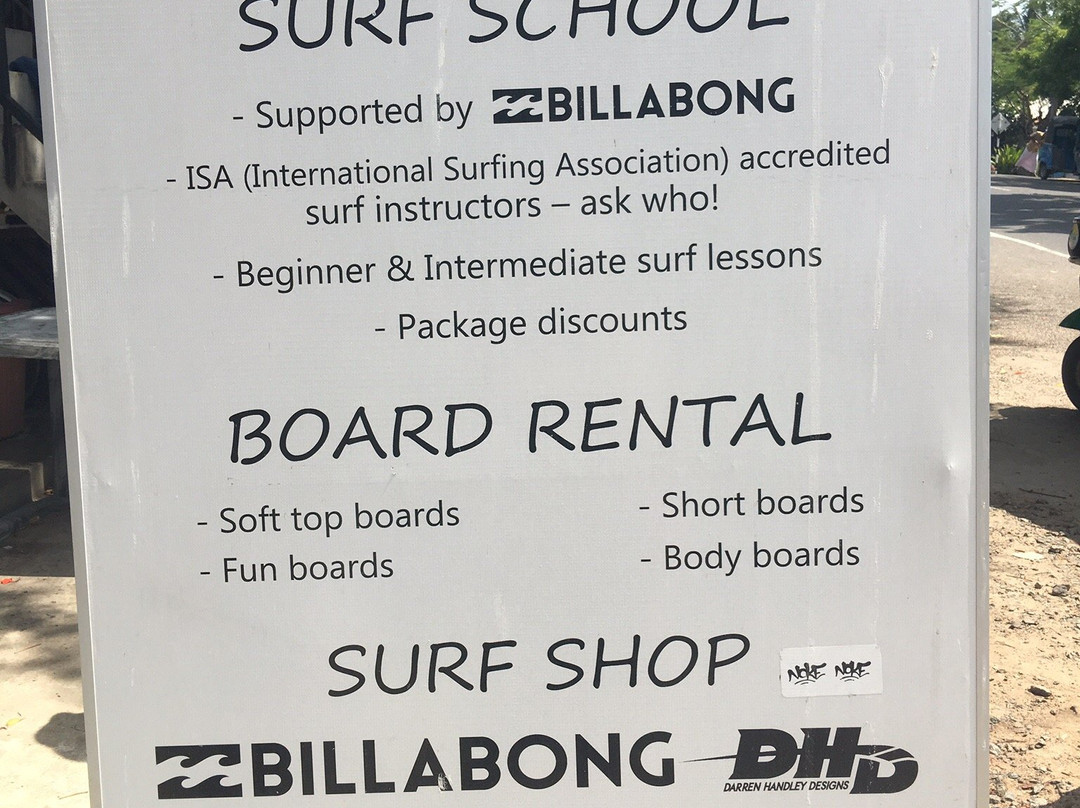 SURF SCHOOL
- Supported by BILLABONG
- ISA (International Surfing Association) accredited
surf instructors – ask who!
- Beginner & Intermediate surf lessons
- Package discounts
BOARD RENTAL
- Soft top boards
- Short boards
- Fun boards
- Body boards
SURF SHOP
NOKE NOKE
BILLABONG
DHD
DARREN HANDLEY DESIGNS